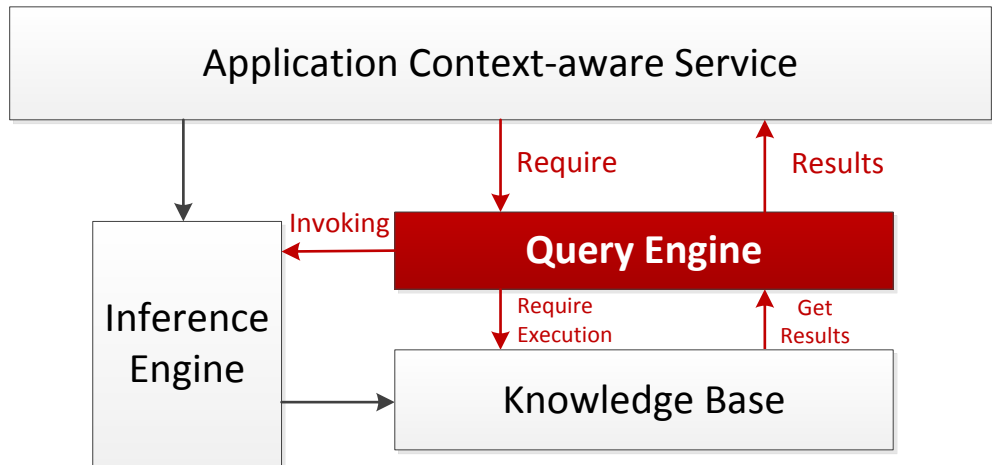 Application Context-aware Service
Require
Results
Invoking
Query Engine
Inference
Engine
Require
Execution
Get
Results
Knowledge Base